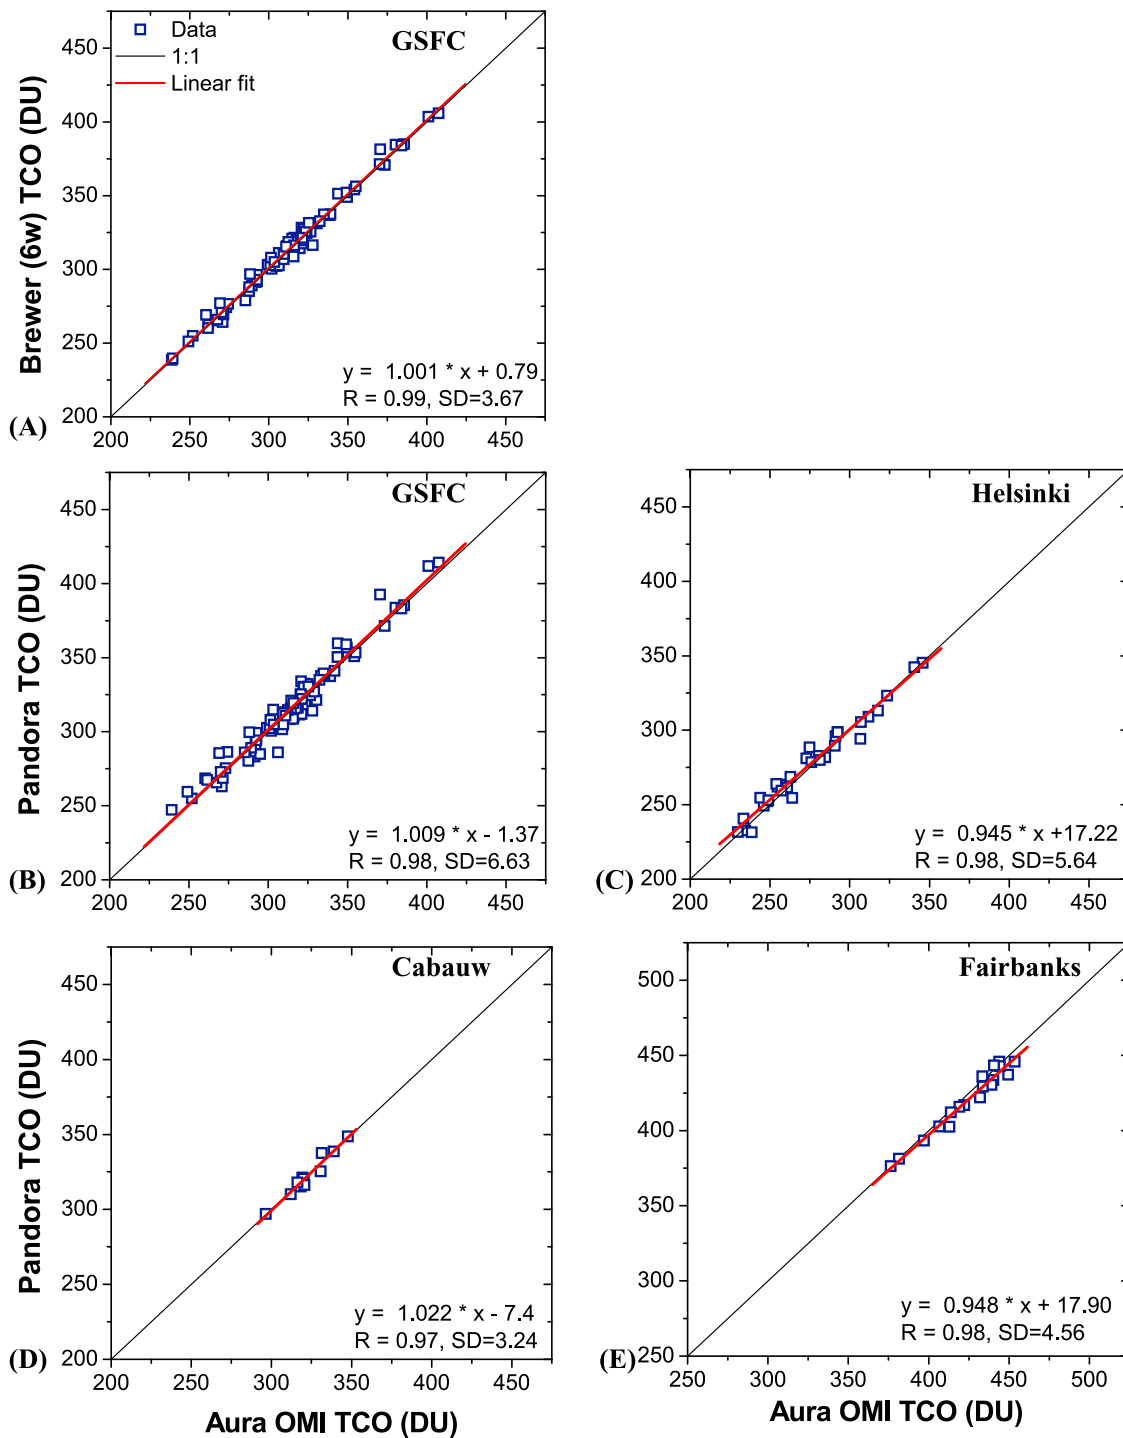 Data
1:1
Linear fit
GSFC
Brewer (6w) TCO (DU)
450
400
350
300
250
200
y = 1.001 * x + 0.79
R = 0.99, SD=3.67
(A)
200 250 300 350 400 450
GSFC
Pandora TCO (DU)
450
400
350
300
250
200
y = 1.009 * x - 1.37
R = 0.98, SD=6.63
(B)
200 250 300 350 400 450
Helsinki
450
400
350
300
250
200
y = 0.945 * x +17.22
R = 0.98, SD=5.64
(C)
200 250 300 350 400 450
Cabauw
Pandora TCO (DU)
450
400
350
300
250
200
y = 1.022 * x - 7.4
R = 0.97, SD=3.24
(D)
200 250 300 350 400 450
Aura OMI TCO (DU)
Fairbanks
500
450
400
350
300
250
y = 0.948 * x + 17.90
R = 0.98, SD=4.56
(E)
250 300 350 400 450 500
Aura OMI TCO (DU)